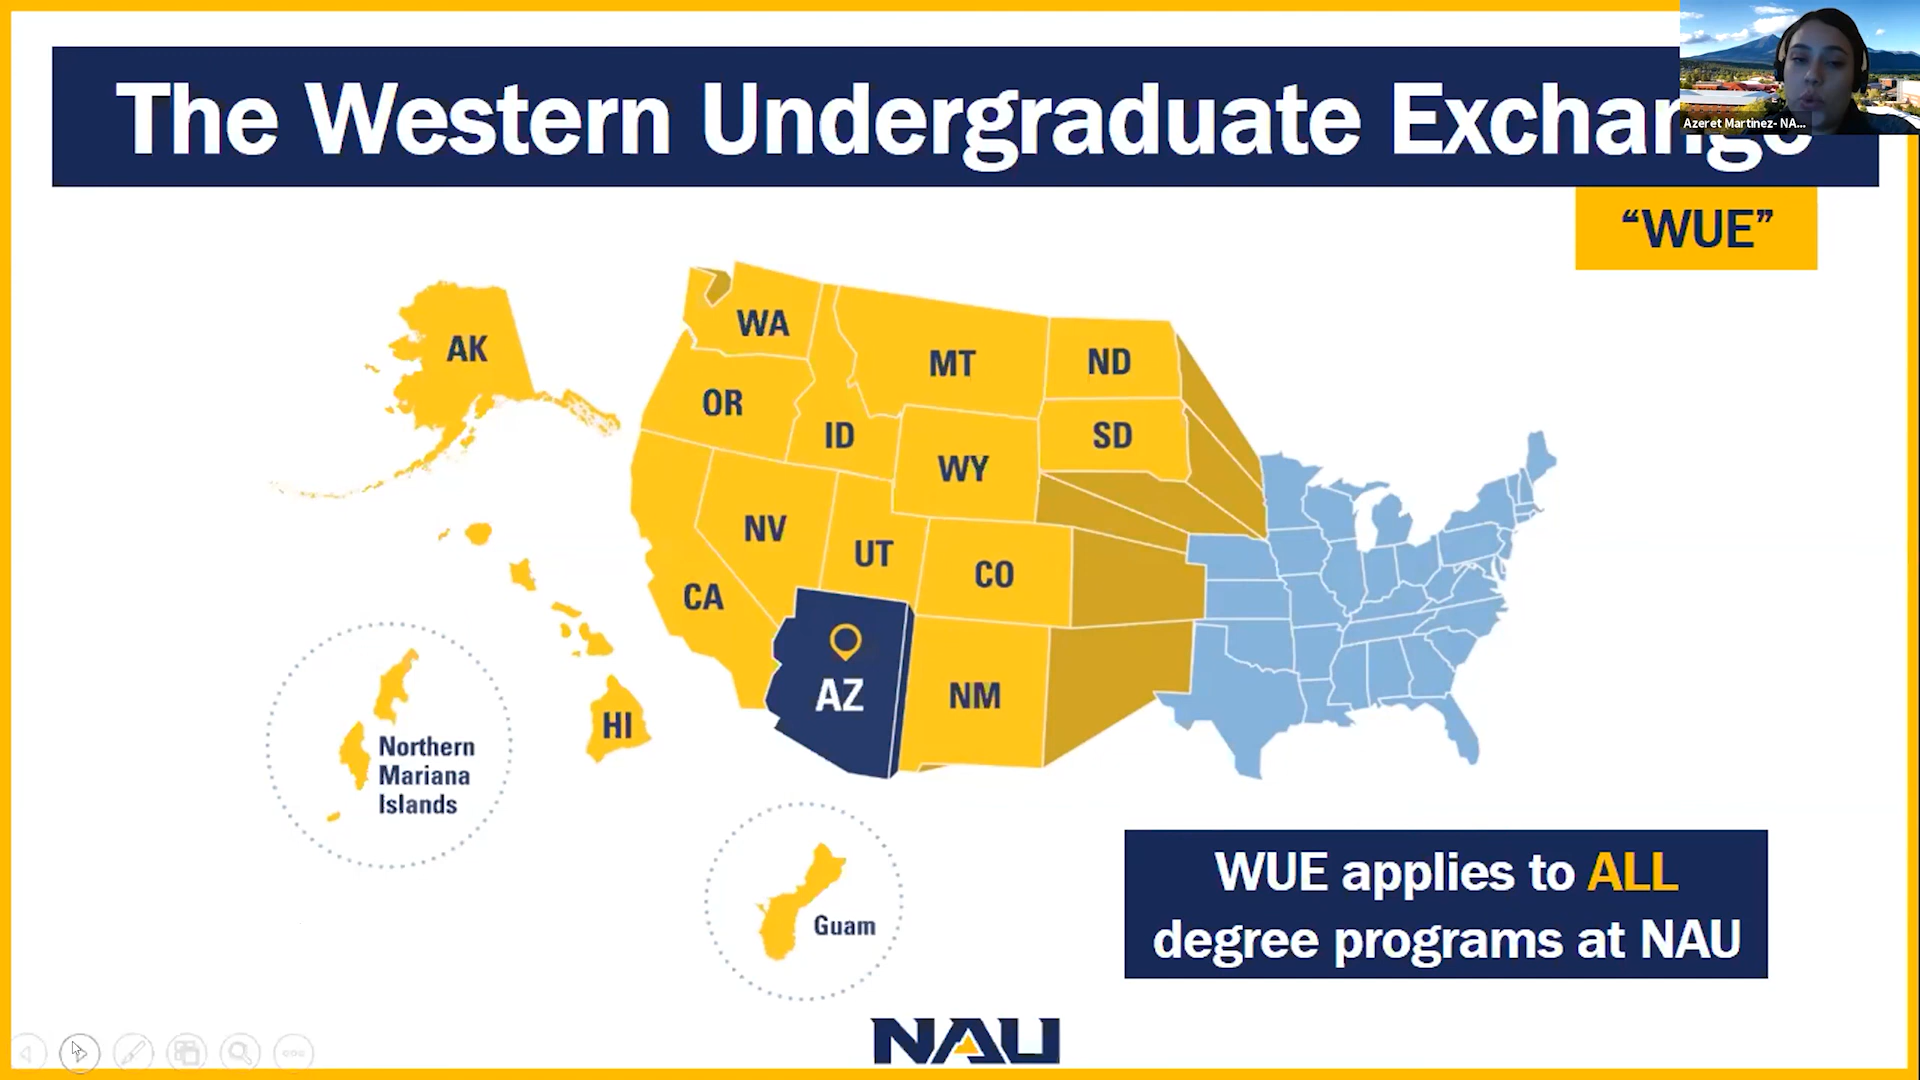 The Western Undergraduate Exchange
Azeret Martinez- NA...
“WUE”
WA
AK
MT
ND
OR
ID
SD
WY
NV
UT
CO
CA
AZ
NM
HI
Northern
Mariana
Islands
Guam
WUE applies to ALL
degree programs at NAU
NAU